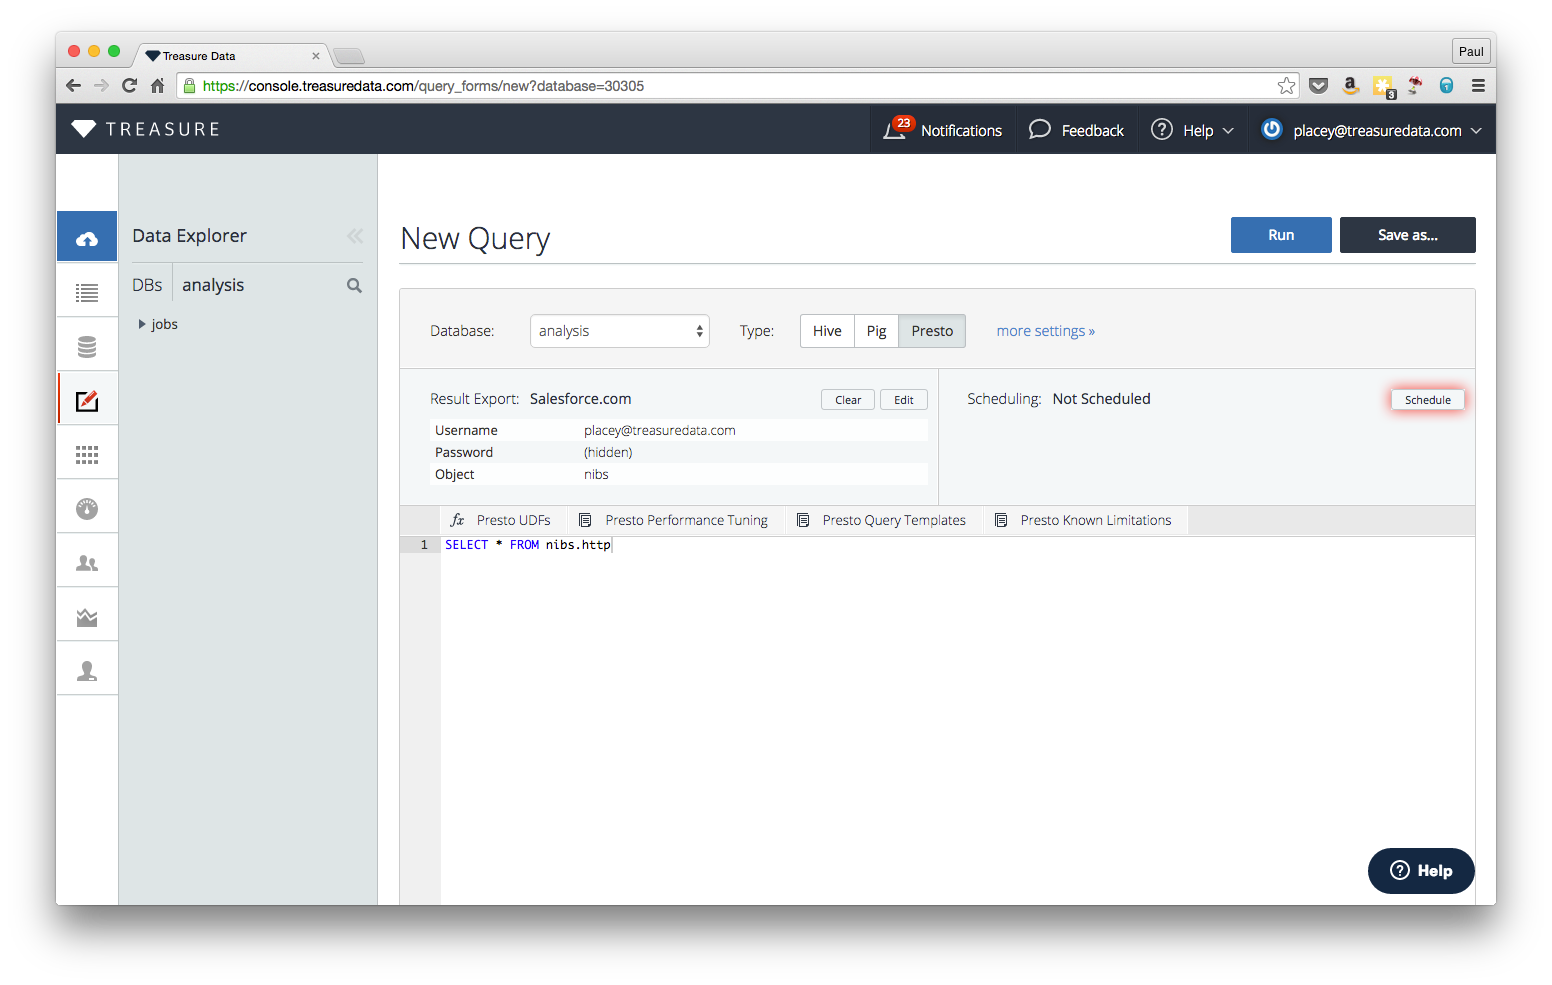 Treasure Data
Paul
https://console.treasuredata.com/query_forms/new?database=30305
3
TREASURE
23
Notifications
Feedback
Help
placey@treasuredata.com
Data Explorer
New Query
Run
Save as...
DBs
analysis
jobs
Database:
analysis
Type:
Hive
Pig
Presto
more settings »
Result Export: Salesforce.com
Clear
Edit
Scheduling: Not Scheduled
Schedule
Username placey@treasuredata.com
Password (hidden)
Object nibs
fx Presto UDFs
Presto Performance Tuning
Presto Query Templates
Presto Known Limitations
1 SELECT * FROM nibs.http
Help